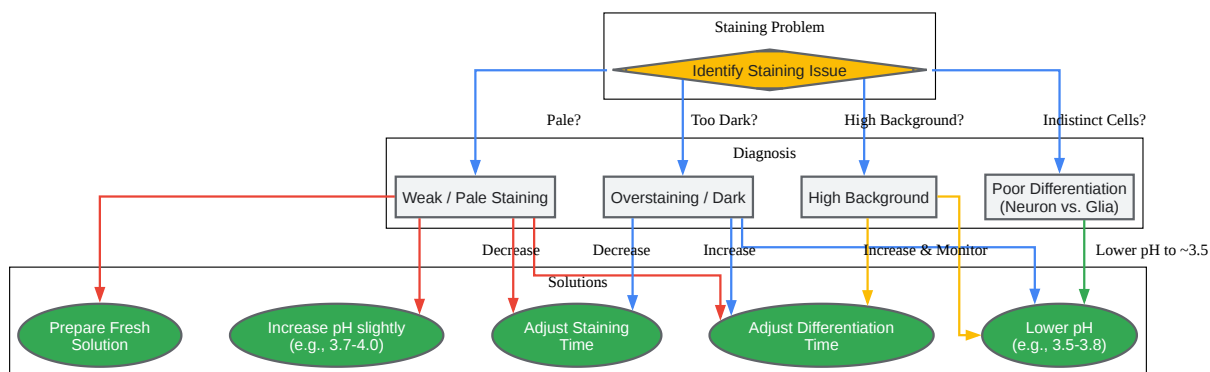 Staining Problem
Identify Staining Issue
Pale?
Too Dark?
High Background?
Indistinct Cells?
Diagnosis
Weak / Pale Staining
Overstaining / Dark
High Background
Poor Differentiation
(Neuron vs. Glia)
Decrease
Decrease
Increase
Increase & Monitor
Lower pH to ~3.5
Solutions
Prepare Fresh
Solution
Increase pH slightly
(e.g., 3.7-4.0)
Adjust Staining
Time
Adjust Differentiation
Time
Lower pH
(e.g., 3.5-3.8)